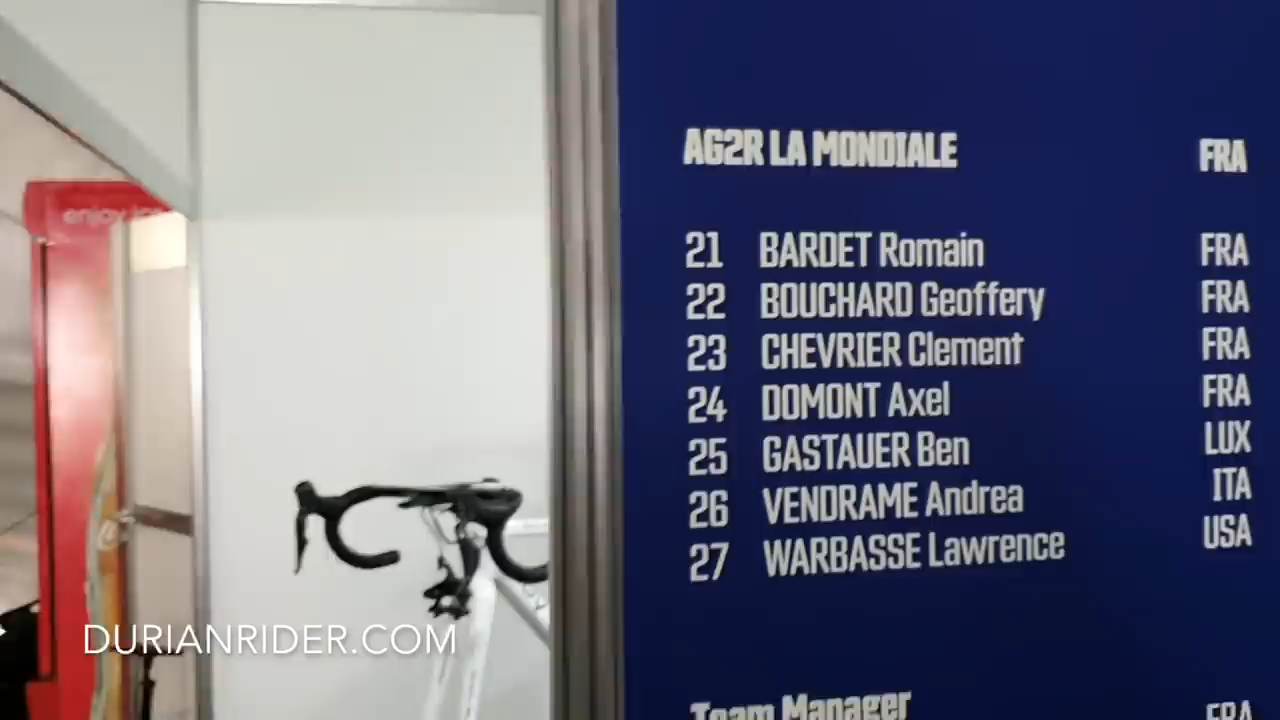 enjoy
AG2R LA MONDIALE FRA
21 BARDET Romain FRA
22 BOUCHARD Geoffery FRA
23 CHEVRIER Clement FRA
24 DOMONT Axel FRA
25 GASTAUER Ben LUX
26 VENDRAME Andrea ITA
27 WARBASSE Lawrence USA
DURIANRIDER.COM
Team Manager FRA